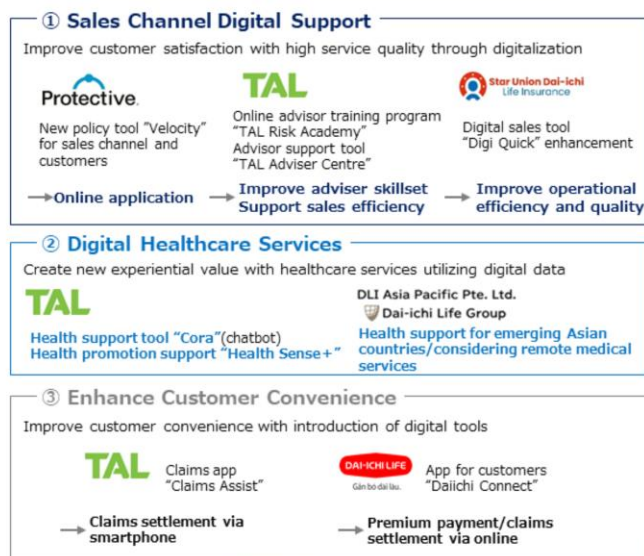 ① Sales Channel Digital Support
Improve customer satisfaction with high service quality through digitalization
Protective.
New policy tool "Velocity"
for sales channel and
customers
→Online application
TAL
Online advisor training program
"TAL Risk Academy"
Advisor support tool
"TAL Adviser Centre"
→Improve adviser skillset
Support sales efficiency
Star Union Dai-ichi
Life Insurance
Digital sales tool
"Digi Quick" enhancement
→Improve operational
efficiency and quality
② Digital Healthcare Services
Create new experiential value with healthcare services utilizing digital data
TAL
Health support tool "Cora"(chatbot)
Health promotion support "Health Sense+"
DLI Asia Pacific Pte. Ltd.
Dai-ichi Life Group
Health support for emerging Asian
countries/considering remote medical
services
③ Enhance Customer Convenience
Improve customer convenience with introduction of digital tools
TAL
Claims app
"Claims Assist"
→Claims settlement via
smartphone
DAI-ICHI LIFE
Gắn bó dài lâu.
App for customers
"Daiichi Connect"
→Premium payment/claims
settlement via online